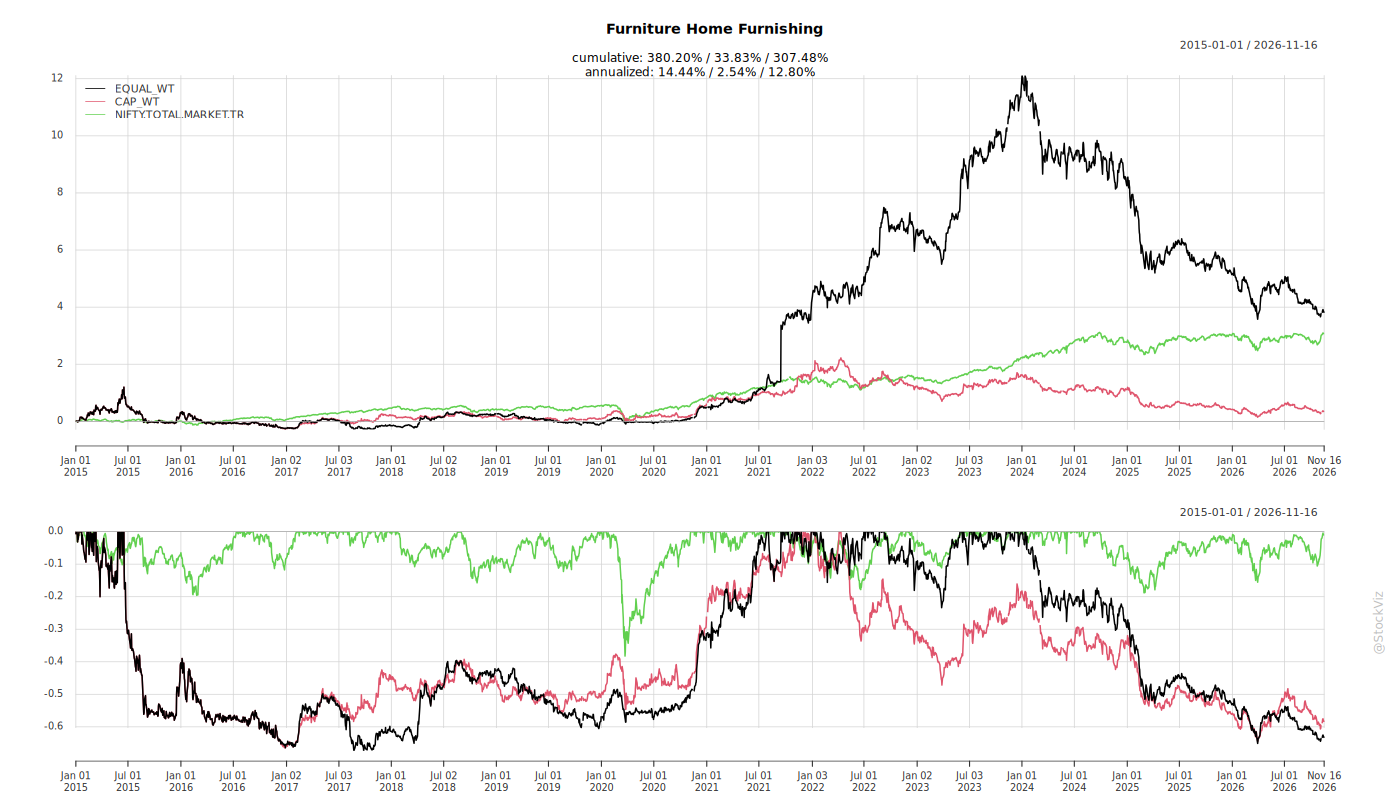 Furniture Home Furnishing
2015-01-01 / 2026-11-16
cumulative: 380.20% / 33.83% / 307.48%
annualized: 14.44% / 2.54% / 12.80%
EQUAL_WT
CAP_WT
NIFTY.TOTAL.MARKET.TR
12
10
8
6
4
2
0
Jan 01 Jul 01 Jan 01 Jul 01 Jan 02 Jul 03 Jan 01 Jul 02 Jan 01 Jul 01 Jan 01 Jul 01 Jan 01 Jul 01 Jan 03 Jul 01 Jan 02 Jul 03 Jan 01 Jul 01 Jan 01 Jul 01 Jan 01 Jul 01 Nov 16
2015 2015 2016 2016 2017 2017 2018 2018 2019 2019 2020 2020 2021 2021 2022 2022 2023 2023 2024 2024 2025 2025 2026 2026 2026
2015-01-01 / 2026-11-16
0.0
-0.1
-0.2
-0.3
-0.4
-0.5
-0.6
Jan 01 Jul 01 Jan 01 Jul 01 Jan 02 Jul 03 Jan 01 Jul 02 Jan 01 Jul 01 Jan 01 Jul 01 Jan 01 Jul 01 Jan 03 Jul 01 Jan 02 Jul 03 Jan 01 Jul 01 Jan 01 Jul 01 Jan 01 Jul 01 Nov 16
2015 2015 2016 2016 2017 2017 2018 2018 2019 2019 2020 2020 2021 2021 2022 2022 2023 2023 2024 2024 2025 2025 2026 2026 2026
@StockViz